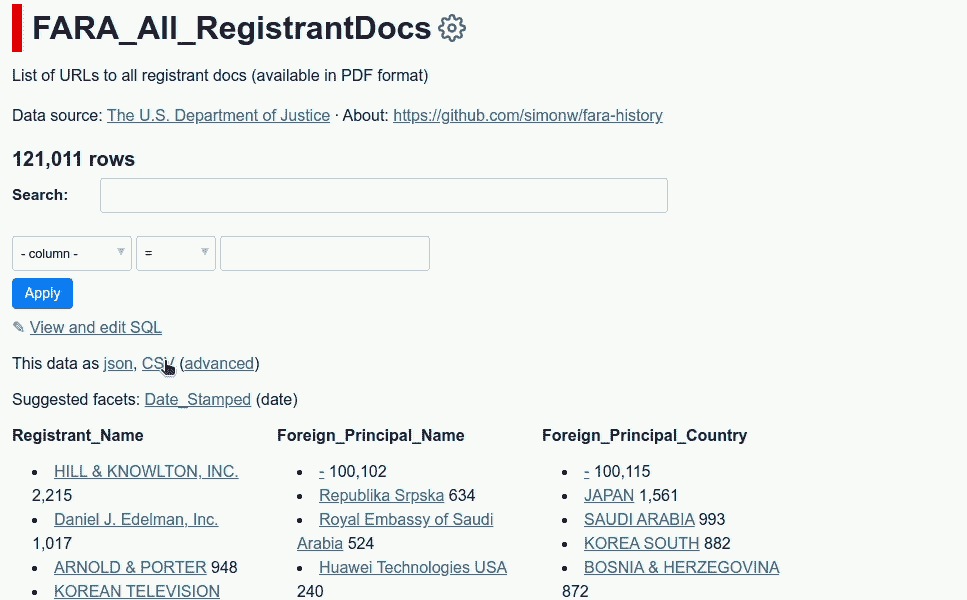 FARA_All_RegistrantDocs
List of URLs to all registrant docs (available in PDF format)
Data source: The U.S. Department of Justice · About: https://github.com/simonw/fara-history
121,011 rows
Search:
- column - =
Apply
✎ View and edit SQL
This data as json, CSV (advanced)
Suggested facets: Date_Stamped (date)
Registrant_Name
HILL & KNOWLTON, INC.
2,215
Daniel J. Edelman, Inc.
1,017
ARNOLD & PORTER 948
KOREAN TELEVISION
Foreign_Principal_Name
- 100,102
Republika Srpska 634
Royal Embassy of Saudi
Arabia 524
Huawei Technologies USA
240
Foreign_Principal_Country
- 100,115
JAPAN 1,561
SAUDI ARABIA 993
KOREA SOUTH 882
BOSNIA & HERZEGOVINA
872